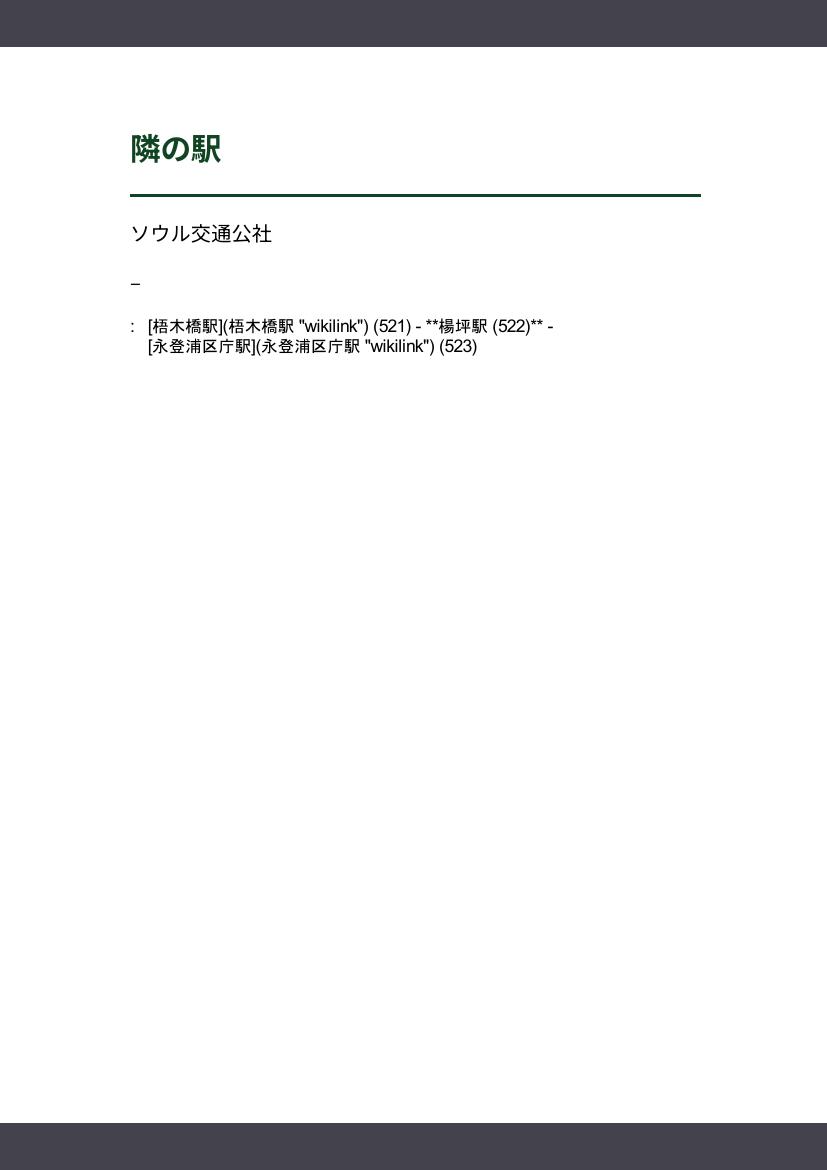 隣の駅
ソウル交通公社
–
: [梧木橋駅](梧木橋駅 "wikilink") (521) - **楊坪駅 (522)** -
[永登浦区庁駅](永登浦区庁駅 "wikilink") (523)